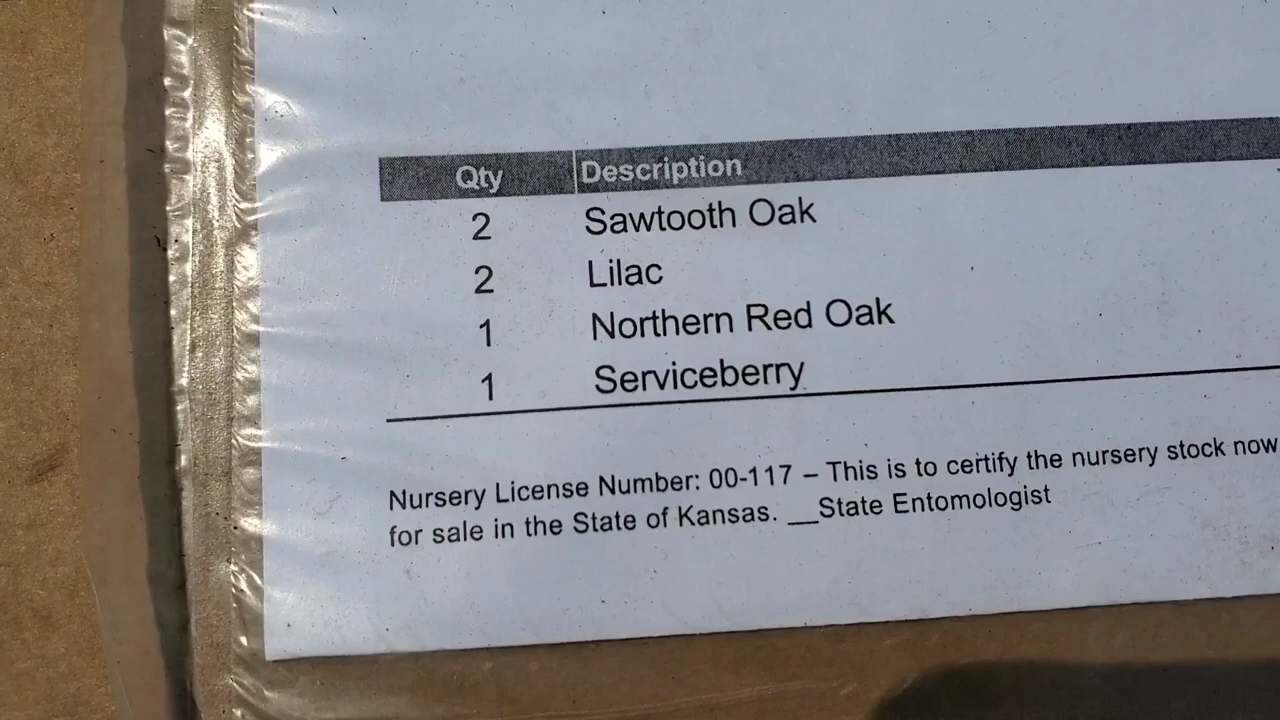 Qty Description
2 Sawtooth Oak
2 Lilac
1 Northern Red Oak
1 Serviceberry
Nursery License Number: 00-117 – This is to certify the nursery stock now
for sale in the State of Kansas. __State Entomologist